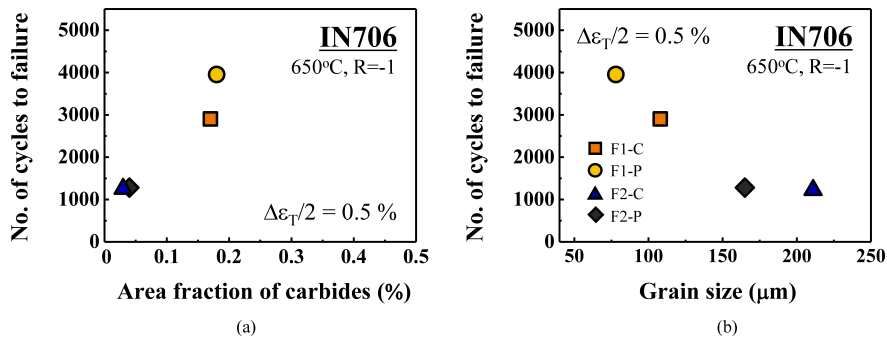 IN706
650°C, R=-1
Δε_T/2 = 0.5 %
No. of cycles to failure
5000
4000
3000
2000
1000
0
0
0.1
0.2
0.3
0.4
0.5
Area fraction of carbides (%)
(a)
Δε_T/2 = 0.5 %
IN706
650°C, R=-1
F1-C
F1-P
F2-C
F2-P
No. of cycles to failure
5000
4000
3000
2000
1000
0
50
100
150
200
250
Grain size (μm)
(b)